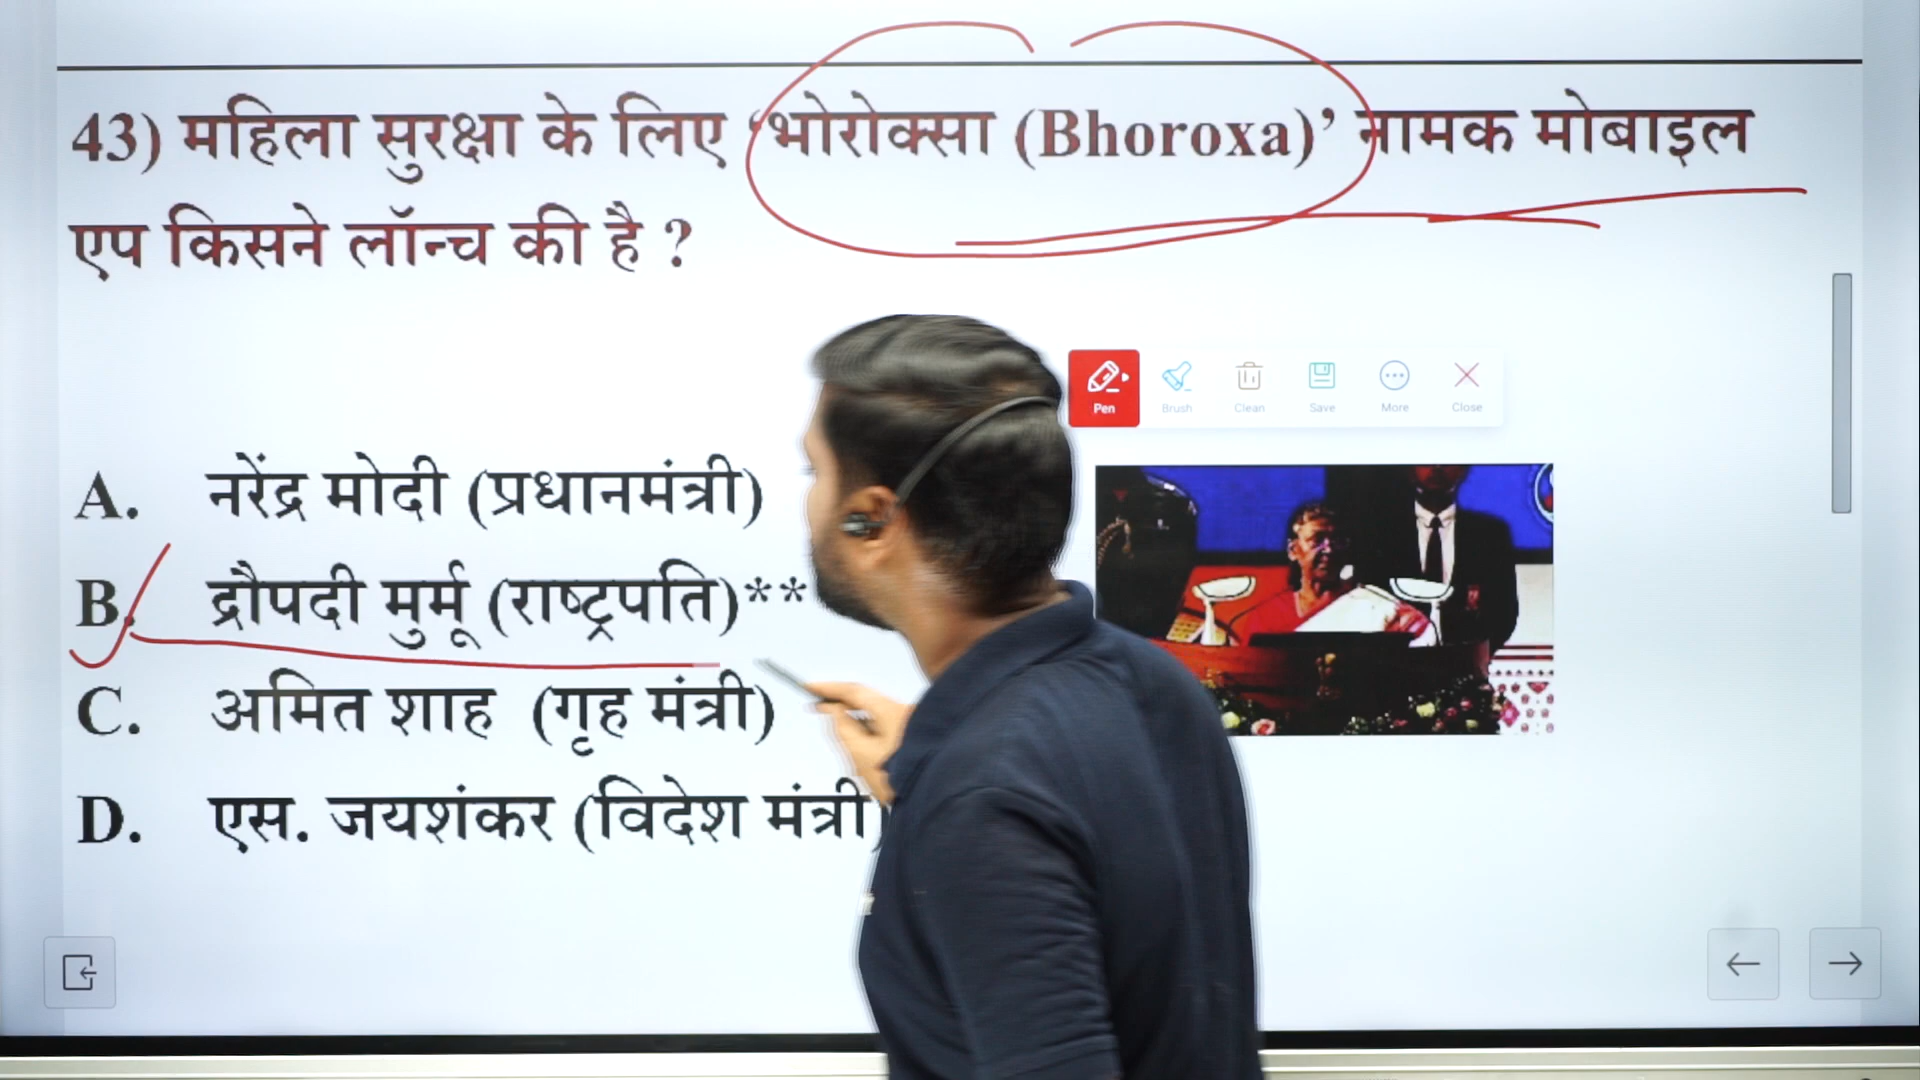 43) महिला सुरक्षा के लिए ‘भोरोक्सा (Bhoroxa)’ नामक मोबाइल
एप किसने लॉन्च की है ?
Pen Brush Clean Save More Close
A. नरेंद्र मोदी (प्रधानमंत्री)
B. द्रौपदी मुर्मू (राष्ट्रपति)**
C. अमित शाह (गृह मंत्री)
D. एस. जयशंकर (विदेश मंत्री)